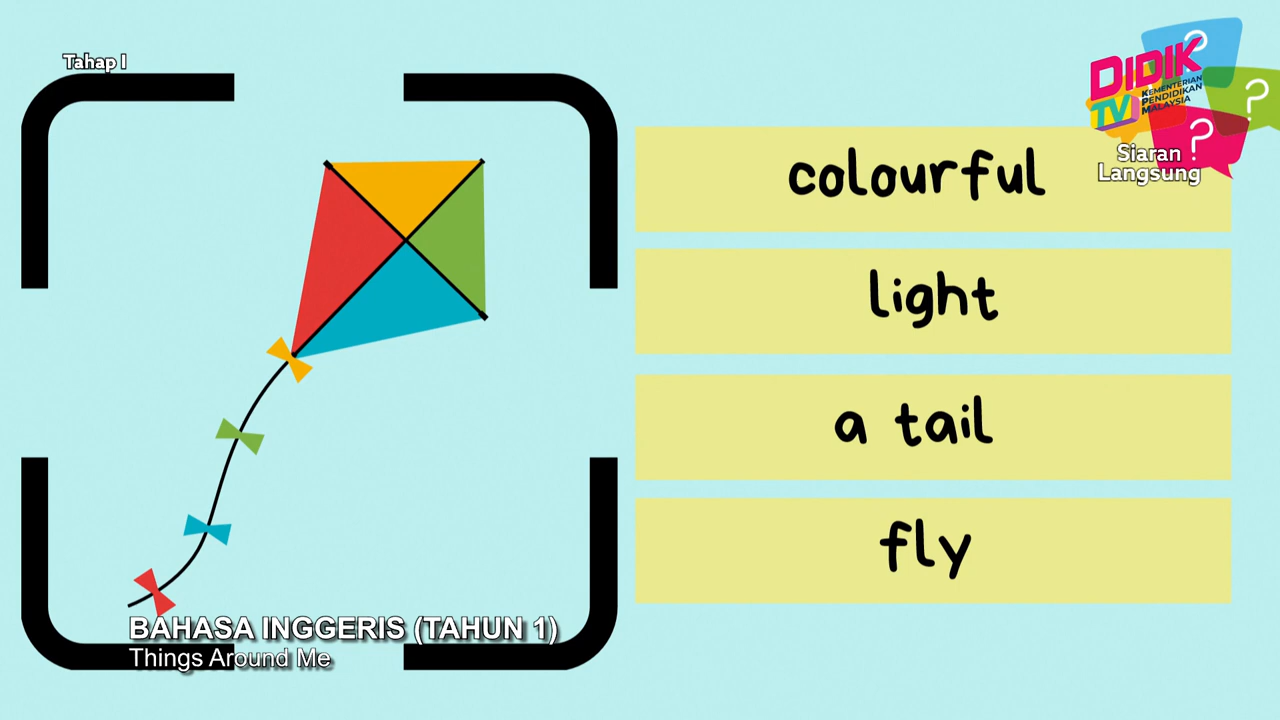 Tahap I
DIDIK
TV
KEMENTERIAN
PENDIDIKAN
MALAYSIA
Siaran
Langsung
colourful
light
a tail
fly
BAHASA INGGERIS (TAHUN 1)
Things Around Me